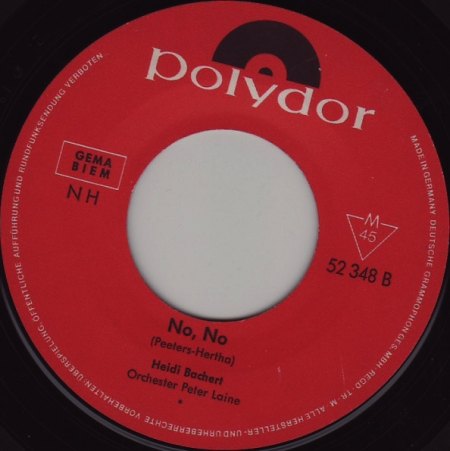 polydor
GEMA
BIEM
NH
M
45
52 348 B
No, No
(Peeters-Hertha)
Heidi Bachert
Orchester Peter Laine
MADE IN GERMANY DEUTSCHE GRAMMOPHON GES. MBH REGD. TR. M. ALLE HERSTELLER- UND URHEBERRECHTE VORBEHALTEN · ÜBERSPIELUNG, ÖFFENTLICHE AUFFÜHRUNG UND RUNDFUNKSENDUNG VERBOTEN